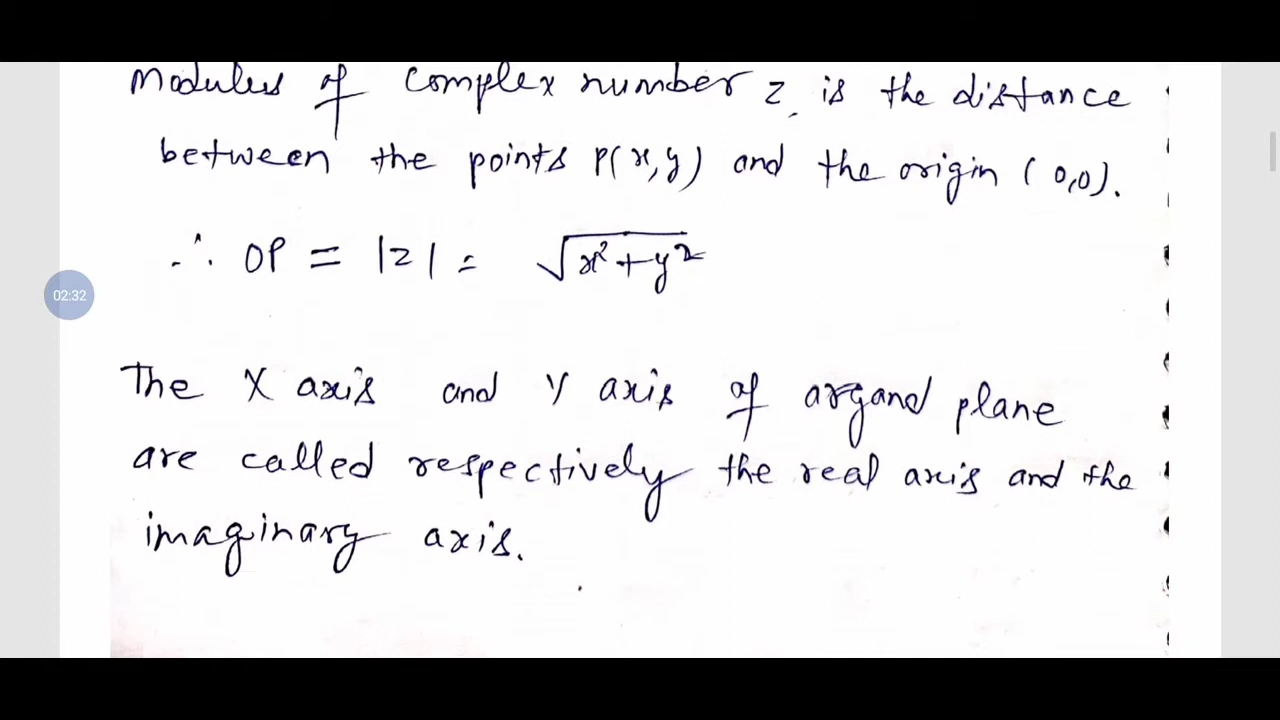 Modulus of complex number z is the distance
between the points P(x,y) and the origin (0,0).
∴ OP = |z| = √x²+y²
02:32
The X axis and Y axis of argand plane
are called respectively the real axis and the
imaginary axis.